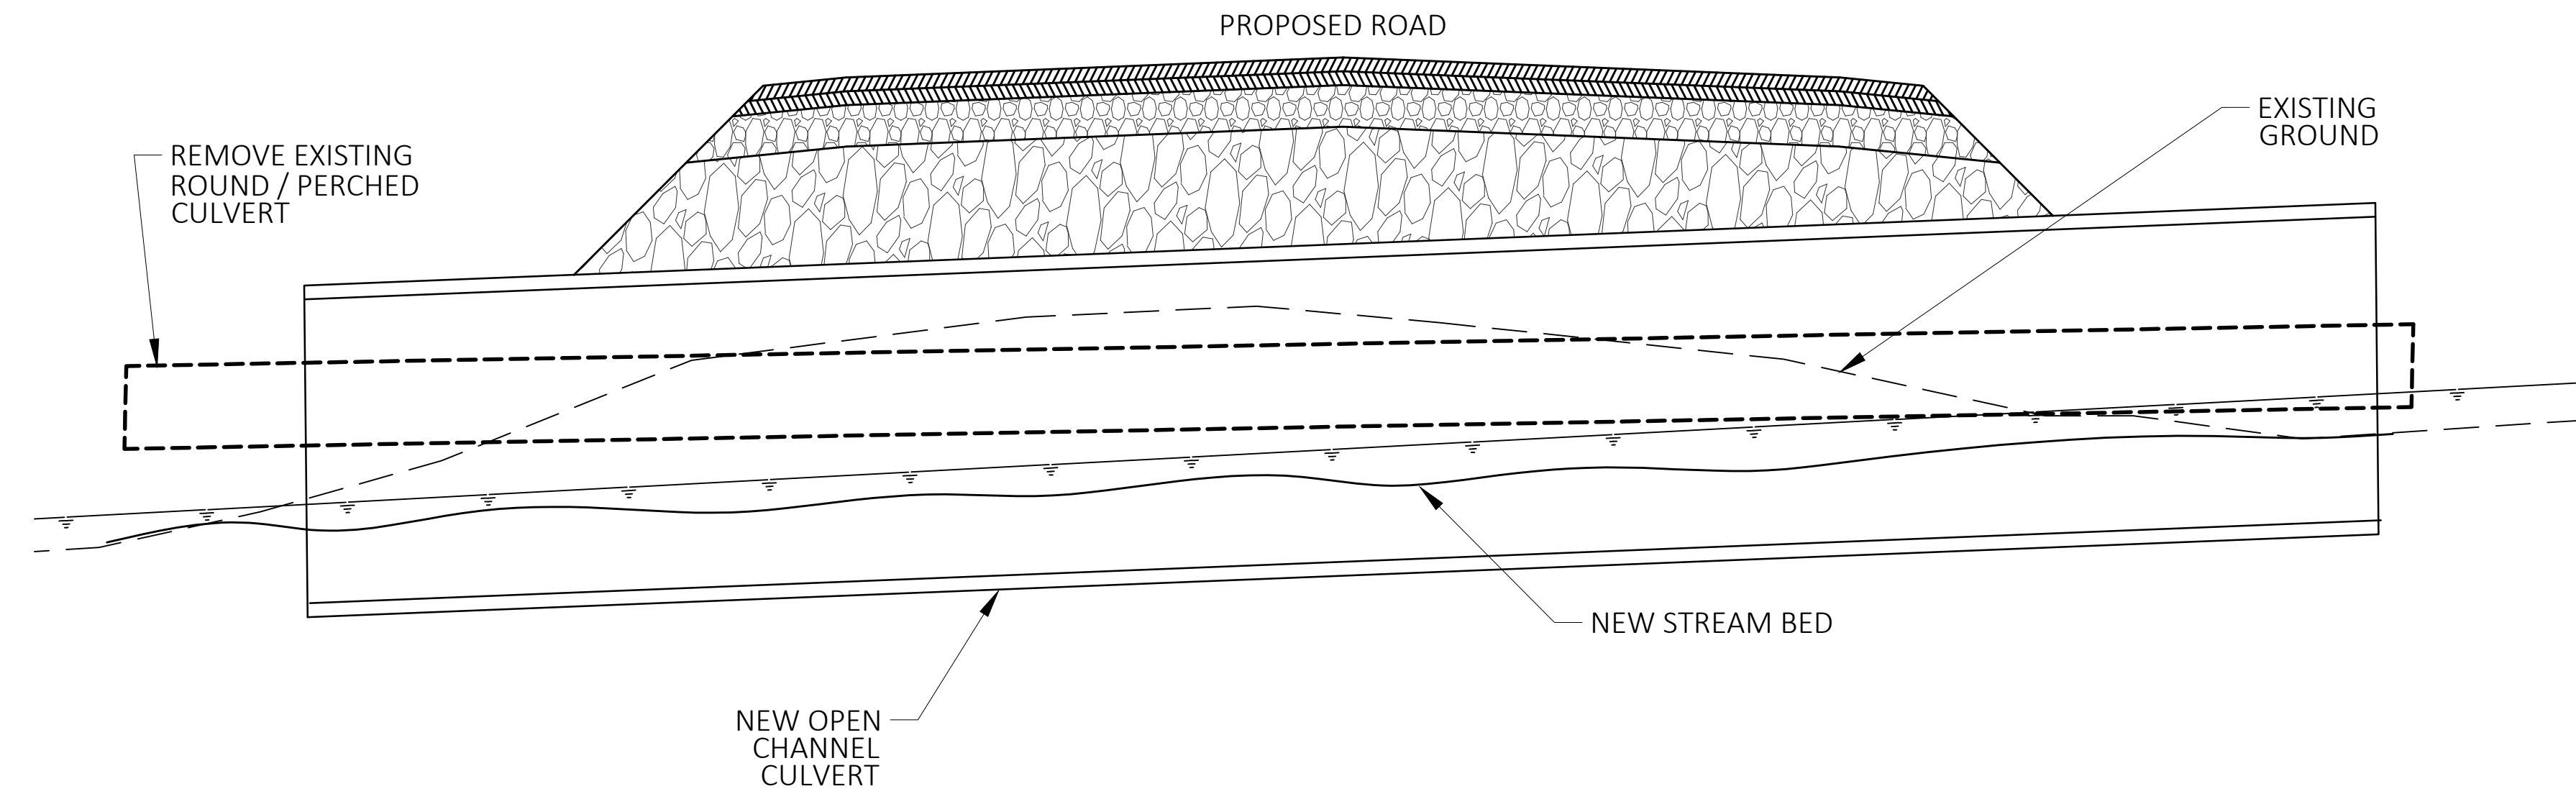 PROPOSED ROAD
EXISTING
GROUND
REMOVE EXISTING
ROUND / PERCHED
CULVERT
NEW STREAM BED
NEW OPEN
CHANNEL
CULVERT